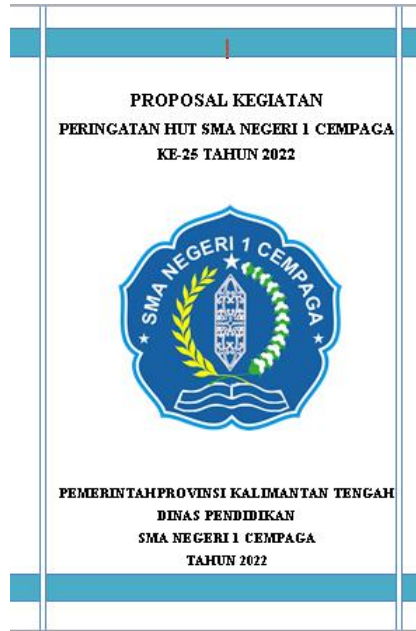 PROPOSAL KEGIATAN
PERINGATAN HUT SMA NEGERI 1 CEMPAGA
KE-25 TAHUN 2022
SMA NEGERI 1 CEMPAGA
PEMERINTAH PROVINSI KALIMANTAN TENGAH
DINAS PENDIDIKAN
SMA NEGERI 1 CEMPAGA
TAHUN 2022